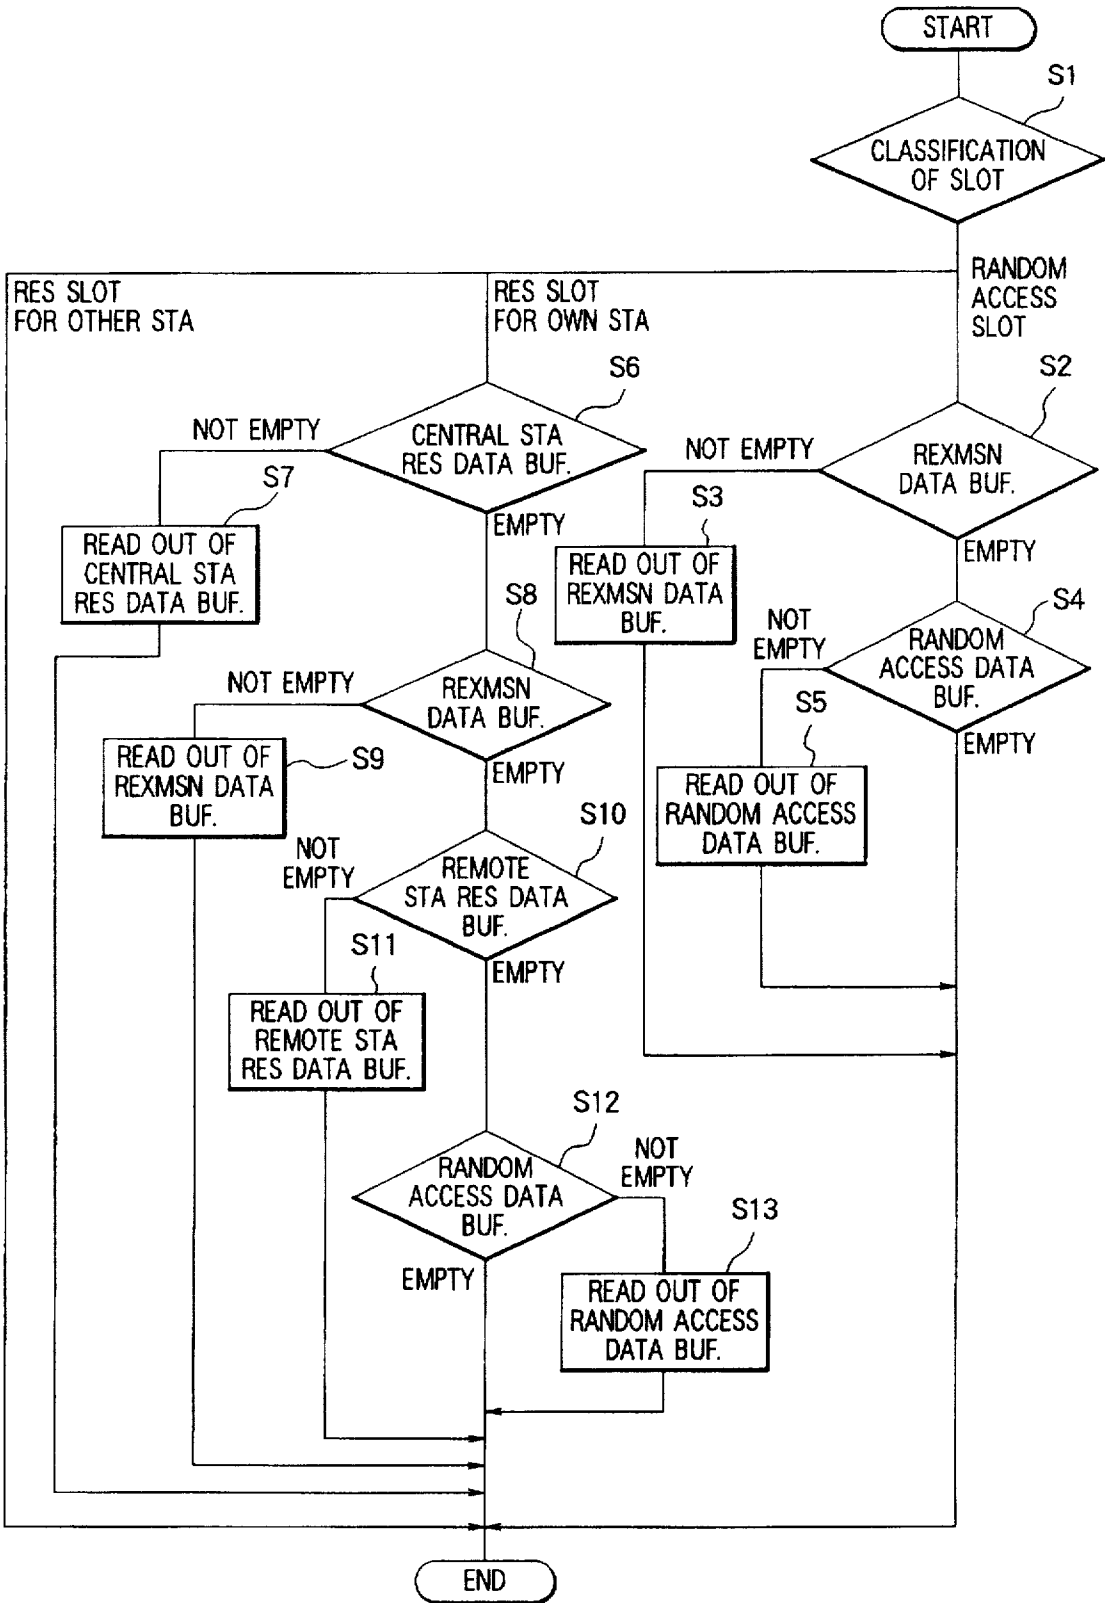 START
S1
CLASSIFICATION
OF SLOT
RES SLOT
FOR OTHER STA
RES SLOT
FOR OWN STA
RANDOM
ACCESS
SLOT
S6
S2
NOT EMPTY
CENTRAL STA
RES DATA BUF.
NOT EMPTY
REXMSN
DATA BUF.
S7
EMPTY
S3
EMPTY
READ OUT OF
CENTRAL STA
RES DATA BUF.
READ OUT OF
REXMSN DATA
BUF.
S8
S4
NOT
EMPTY
RANDOM
ACCESS DATA
BUF.
NOT EMPTY
REXMSN
DATA BUF.
S5
EMPTY
READ OUT OF
REXMSN DATA
BUF.
S9
EMPTY
READ OUT OF
RANDOM ACCESS
DATA BUF.
S10
NOT
EMPTY
REMOTE
STA RES DATA
BUF.
S11
EMPTY
READ OUT OF
REMOTE STA
RES DATA BUF.
S12
RANDOM
ACCESS DATA
BUF.
NOT
EMPTY
S13
EMPTY
READ OUT OF
RANDOM ACCESS
DATA BUF.
END